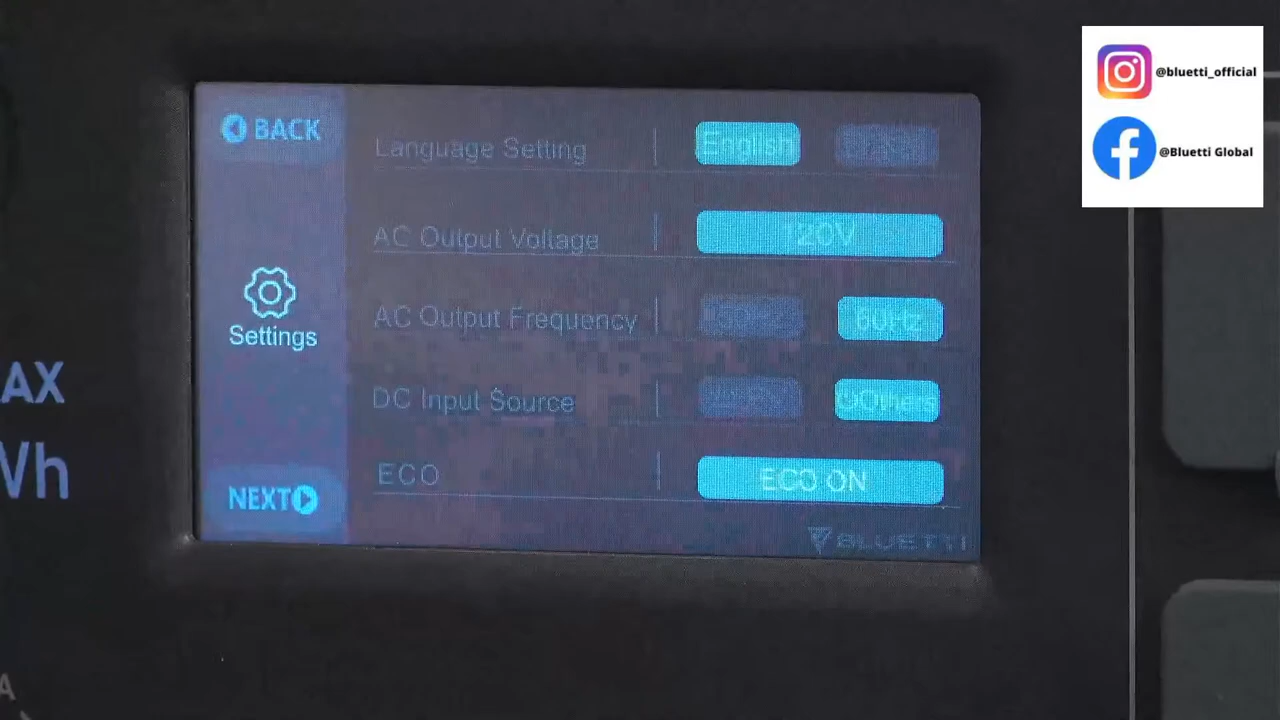 @bluetti_official
@Bluetti Global
BACK
Language Setting
English
AC Output Voltage
120V
AC Output Frequency
60Hz
Settings
DC Input Source
Others
ECO
ECO ON
NEXT
BLUETTI
AX
Wh
A